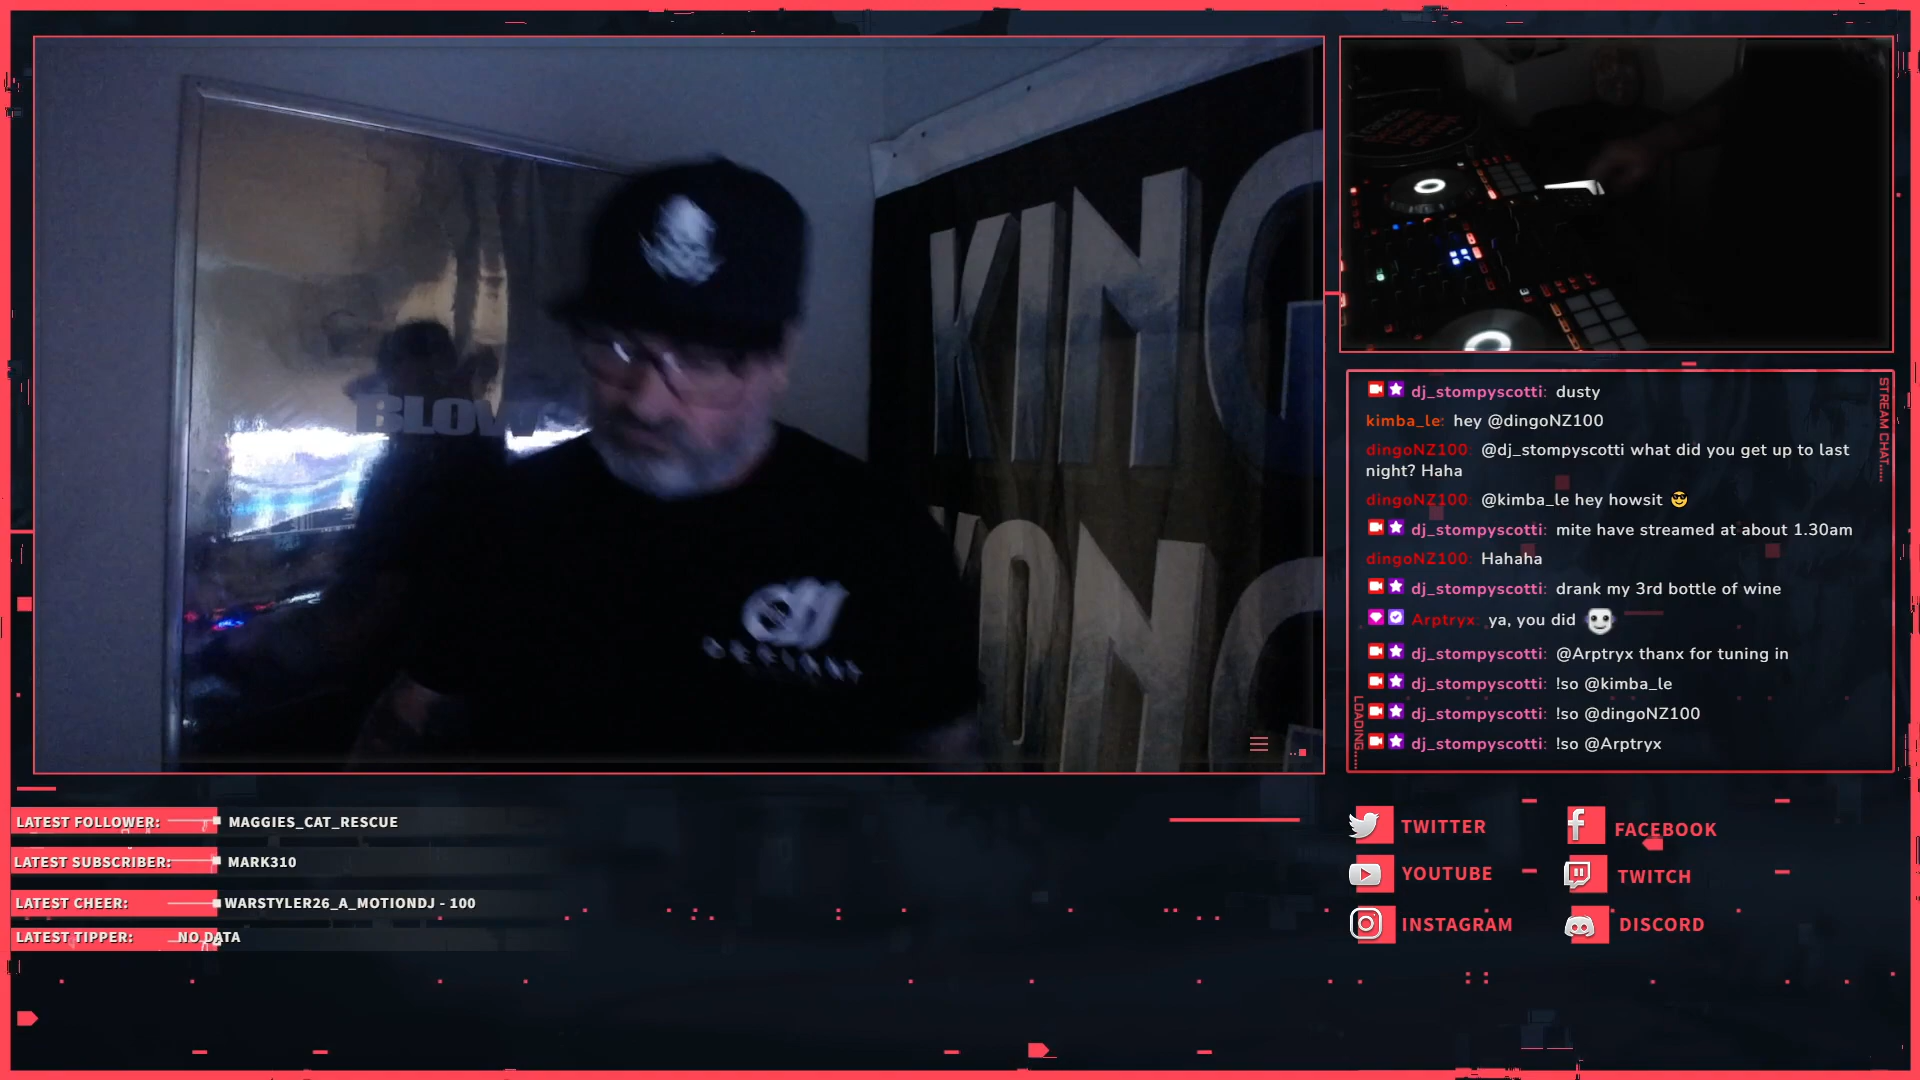 BLOW
KING
KONG
DEFIANT
dj_stompyscotti: dusty
kimba_le: hey @dingoNZ100
dingoNZ100: @dj_stompyscotti what did you get up to last
night? Haha
dingoNZ100: @kimba_le hey howsit 😎
dj_stompyscotti: mite have streamed at about 1.30am
dingoNZ100: Hahaha
dj_stompyscotti: drank my 3rd bottle of wine
Arptryx: ya, you did
dj_stompyscotti: @Arptryx thanx for tuning in
dj_stompyscotti: !so @kimba_le
dj_stompyscotti: !so @dingoNZ100
dj_stompyscotti: !so @Arptryx
STREAM CHAT.....
LOADING......
LATEST FOLLOWER: MAGGIES_CAT_RESCUE
LATEST SUBSCRIBER: MARK310
LATEST CHEER: WARSTYLER26_A_MOTIONDJ - 100
LATEST TIPPER: NO DATA
TWITTER
FACEBOOK
YOUTUBE
TWITCH
INSTAGRAM
DISCORD